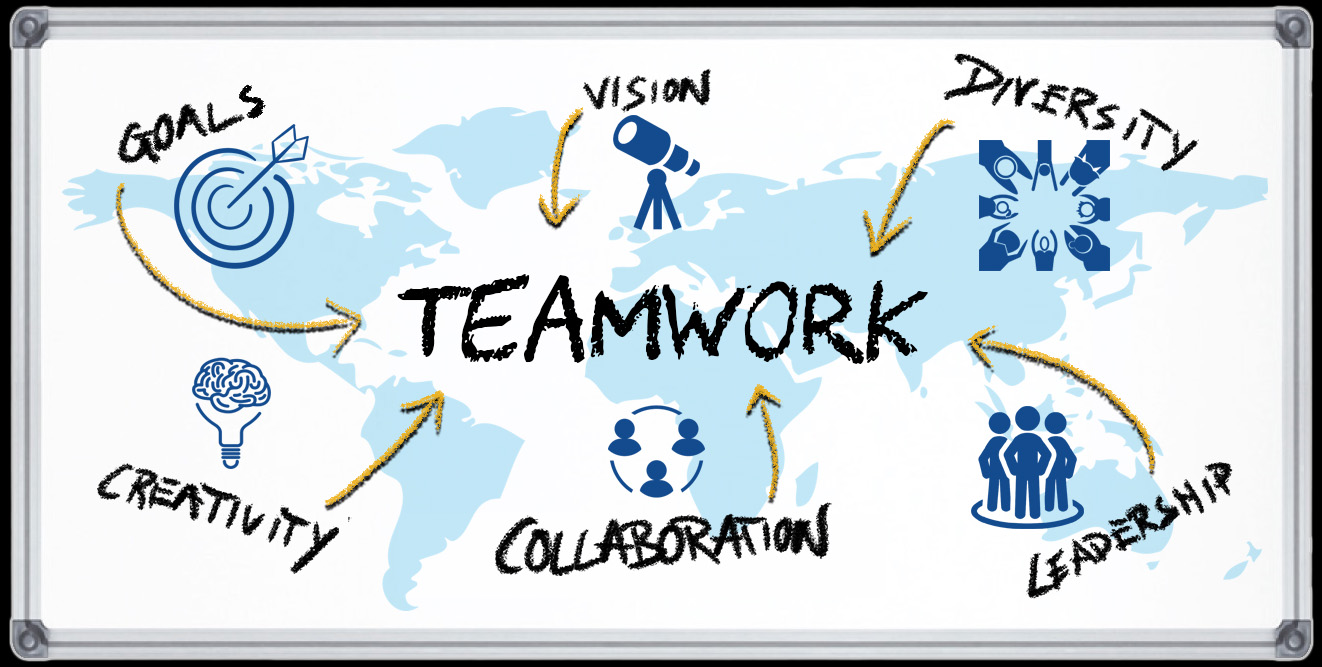 GOALS
VISION
DIVERSITY
TEAMWORK
CREATIVITY
COLLABORATION
LEADERSHIP